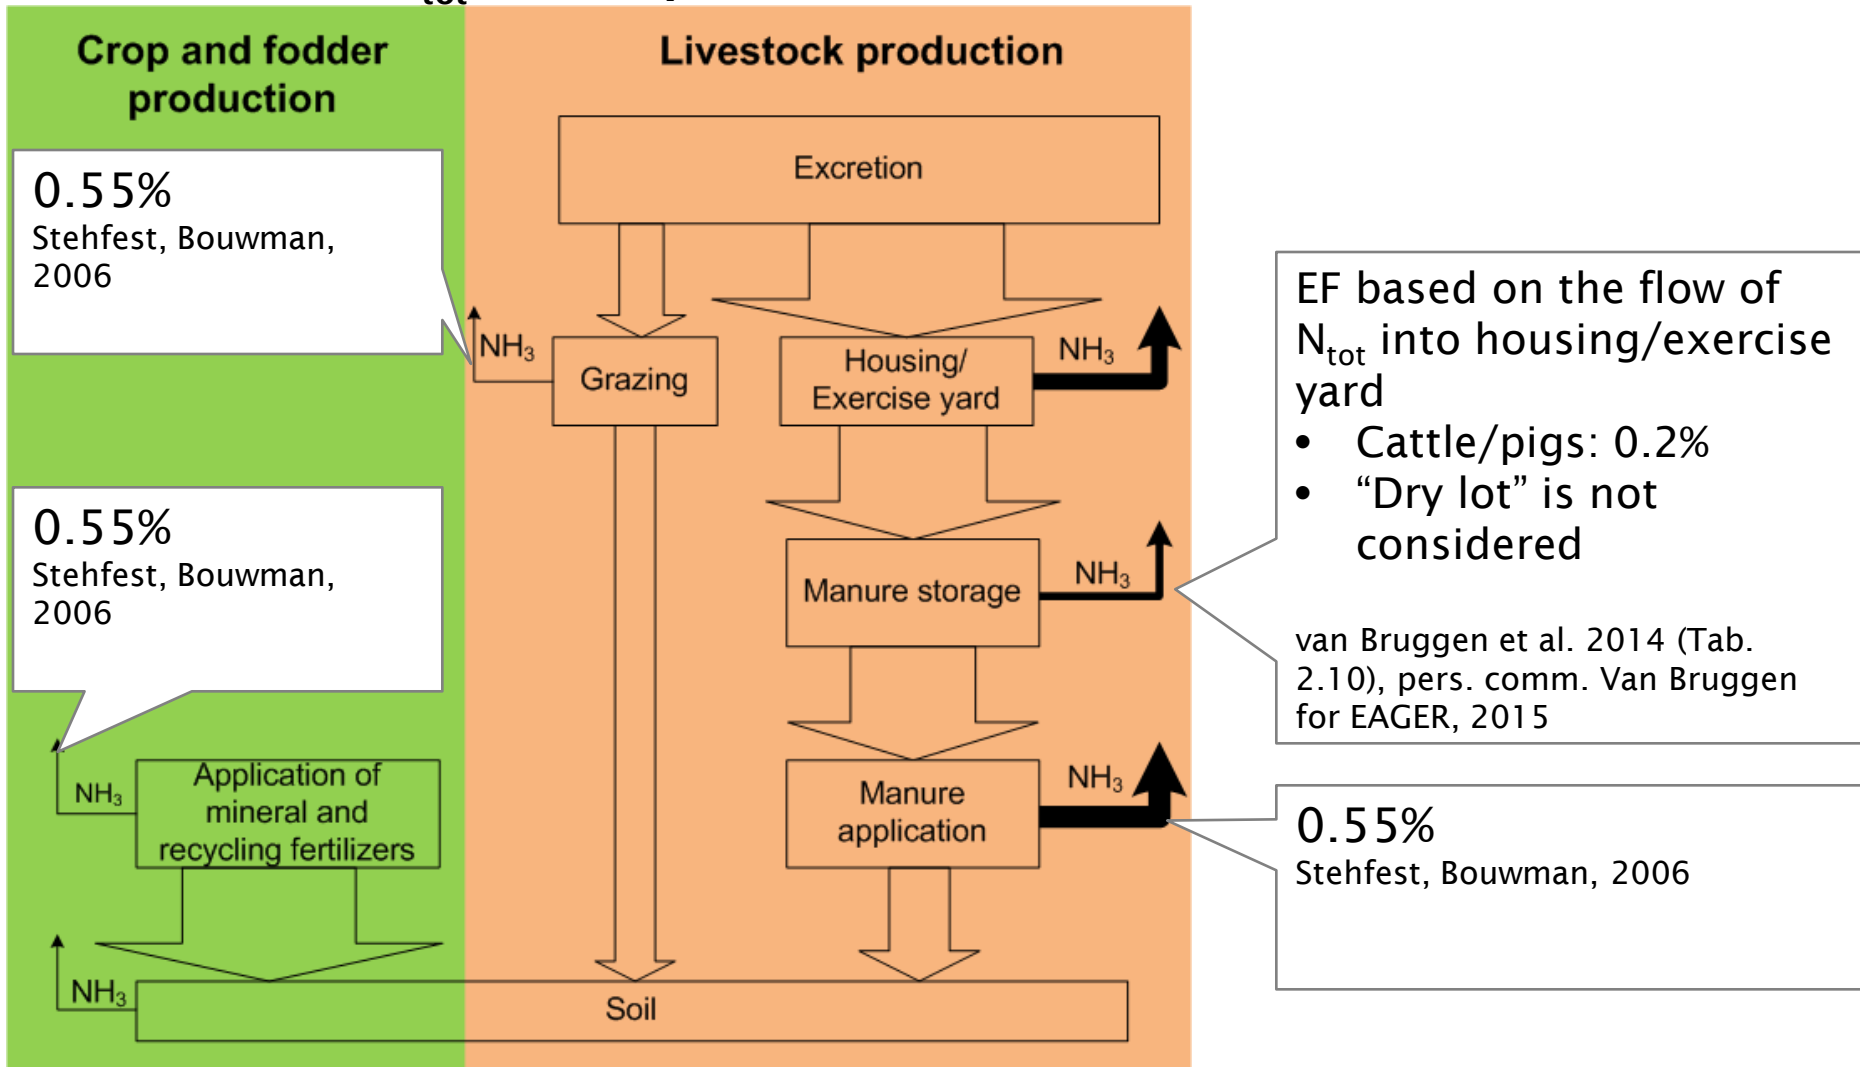 tot
Crop and fodder
production
Livestock production
0.55%
Stehfest, Bouwman,
2006
Excretion
NH3
Grazing
Housing/
Exercise yard
NH3
EF based on the flow of
Ntot into housing/exercise
yard
• Cattle/pigs: 0.2%
• “Dry lot” is not
considered
van Bruggen et al. 2014 (Tab.
2.10), pers. comm. Van Bruggen
for EAGER, 2015
0.55%
Stehfest, Bouwman,
2006
Manure storage
NH3
NH3
Application of
mineral and
recycling fertilizers
Manure
application
NH3
0.55%
Stehfest, Bouwman, 2006
NH3
Soil